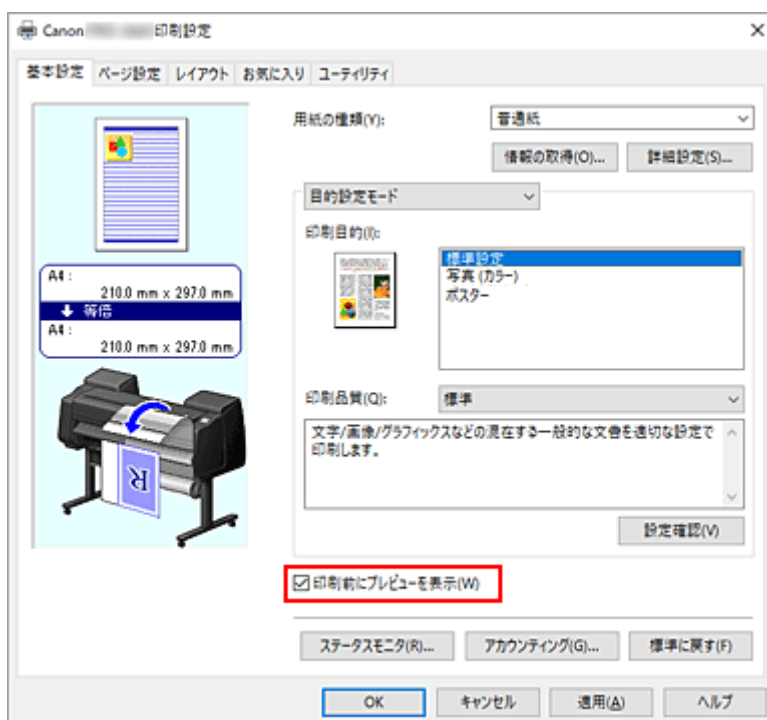 Canon 印刷設定
基本設定 ページ設定 レイアウト お気に入り ユーティリティ
用紙の種類(Y): 普通紙
情報の取得(O)... 詳細設定(S)...
目的設定モード
印刷目的(I):
標準設定
写真 (カラー)
ポスター
A4 :
210.0 mm x 297.0 mm
等倍
A4 :
210.0 mm x 297.0 mm
R
印刷品質(Q): 標準
文字/画像/グラフィックスなどの混在する一般的な文書を適切な設定で
印刷します。
設定確認(V)
印刷前にプレビューを表示(W)
ステータスモニタ(R)... アカウンティング(G)... 標準に戻す(F)
OK キャンセル 適用(A) ヘルプ